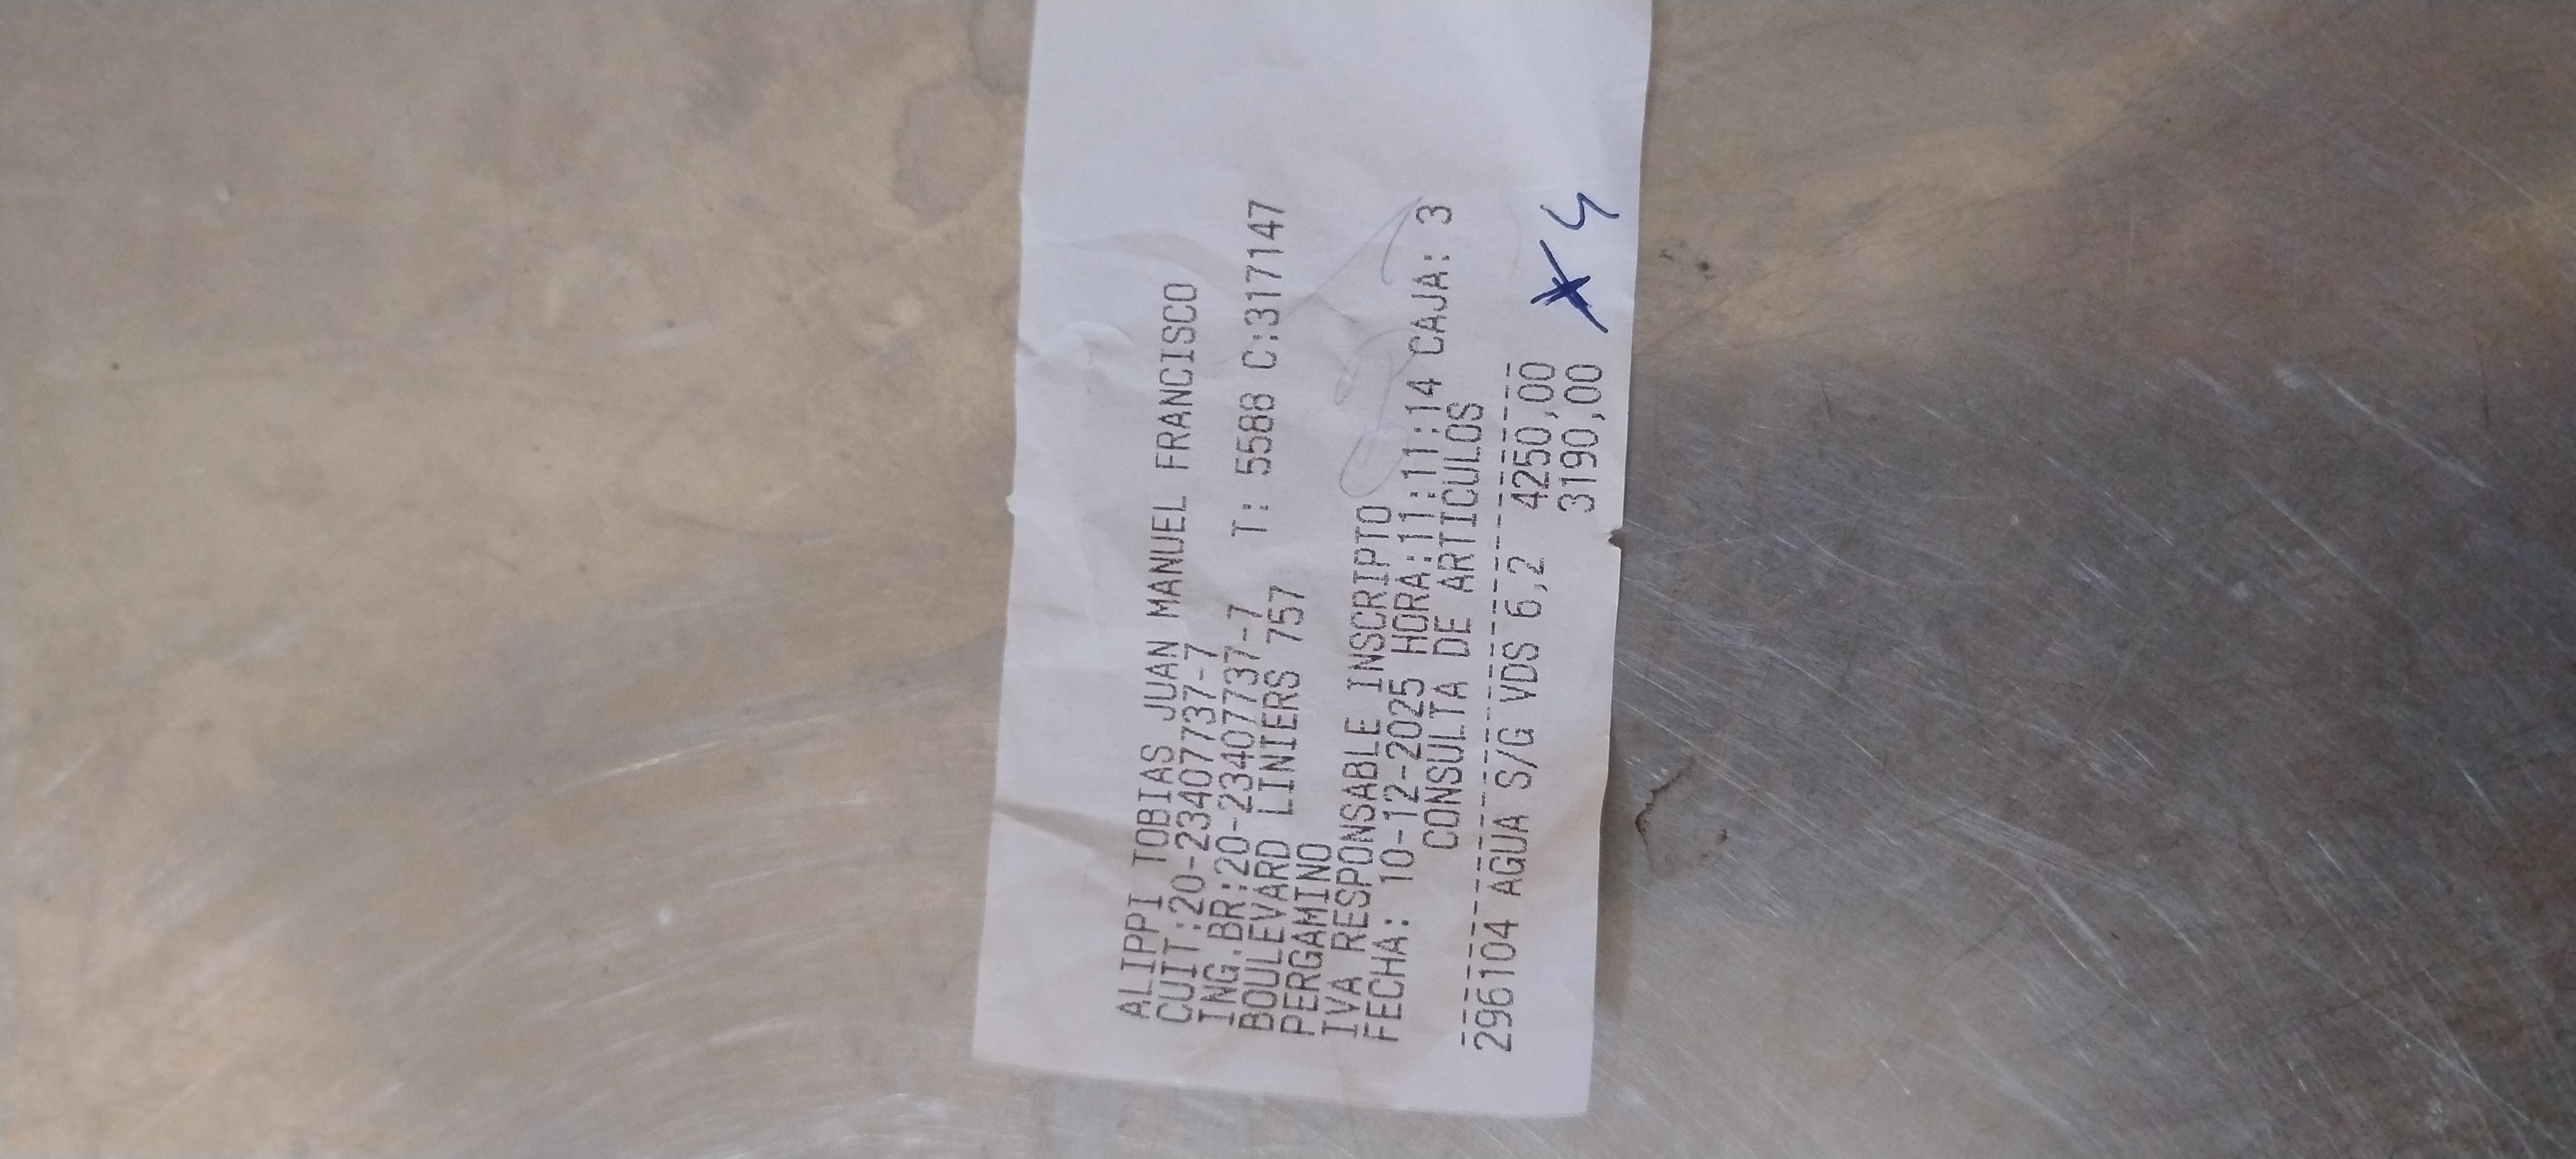 ALIPPI TOBIAS JUAN MANUEL FRANCISCO
CUIT:20-23407737-7
ING.BR:20-23407737-7 T: 5588 C:317147
BOULEVARD LINIERS 757
PERGAMINO
IVA RESPONSABLE INSCRIPTO
FECHA: 10-12-2025 HORA:11:11:14 CAJA: 3
CONSULTA DE ARTICULOS
296104 AGUA S/G VDS 6,2 4250,00
3190,00 X 4